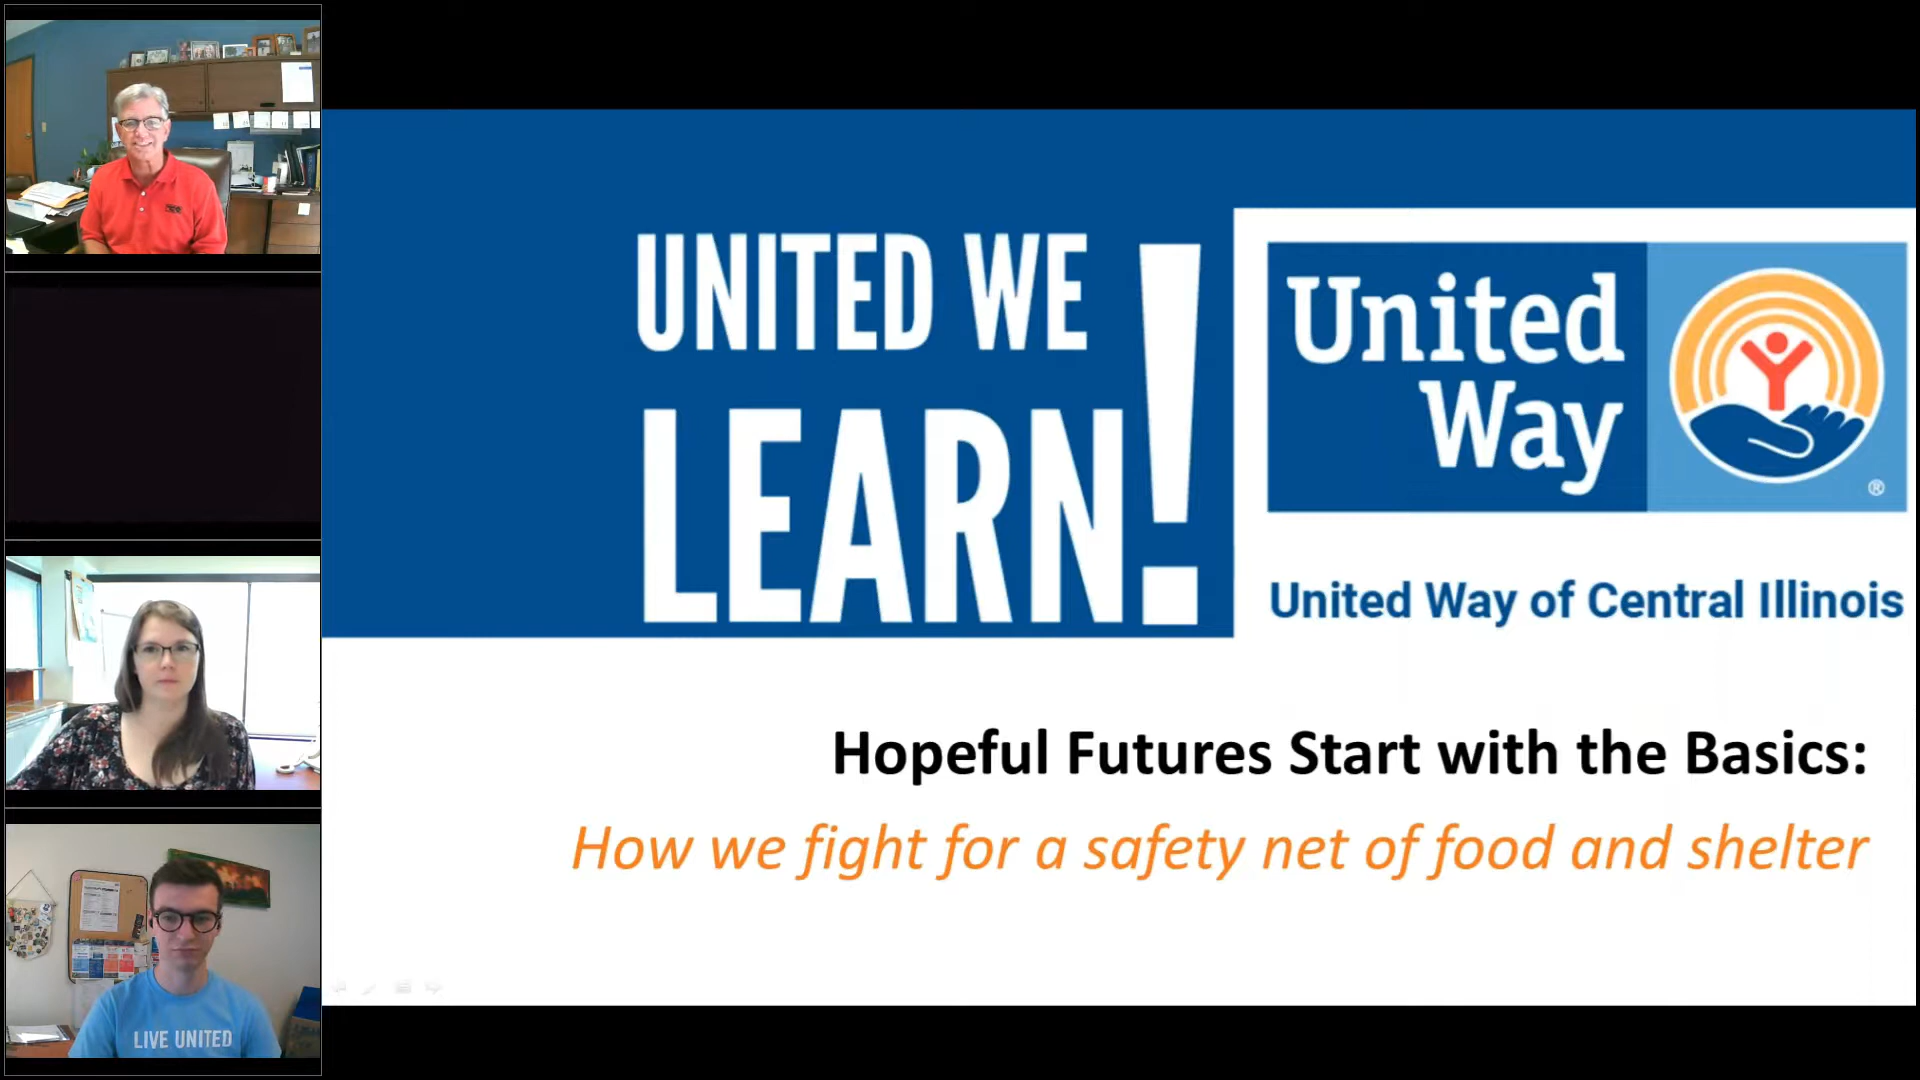 UNITED WE
LEARN!
United
Way
®
United Way of Central Illinois
Hopeful Futures Start with the Basics:
How we fight for a safety net of food and shelter
LIVE UNITED